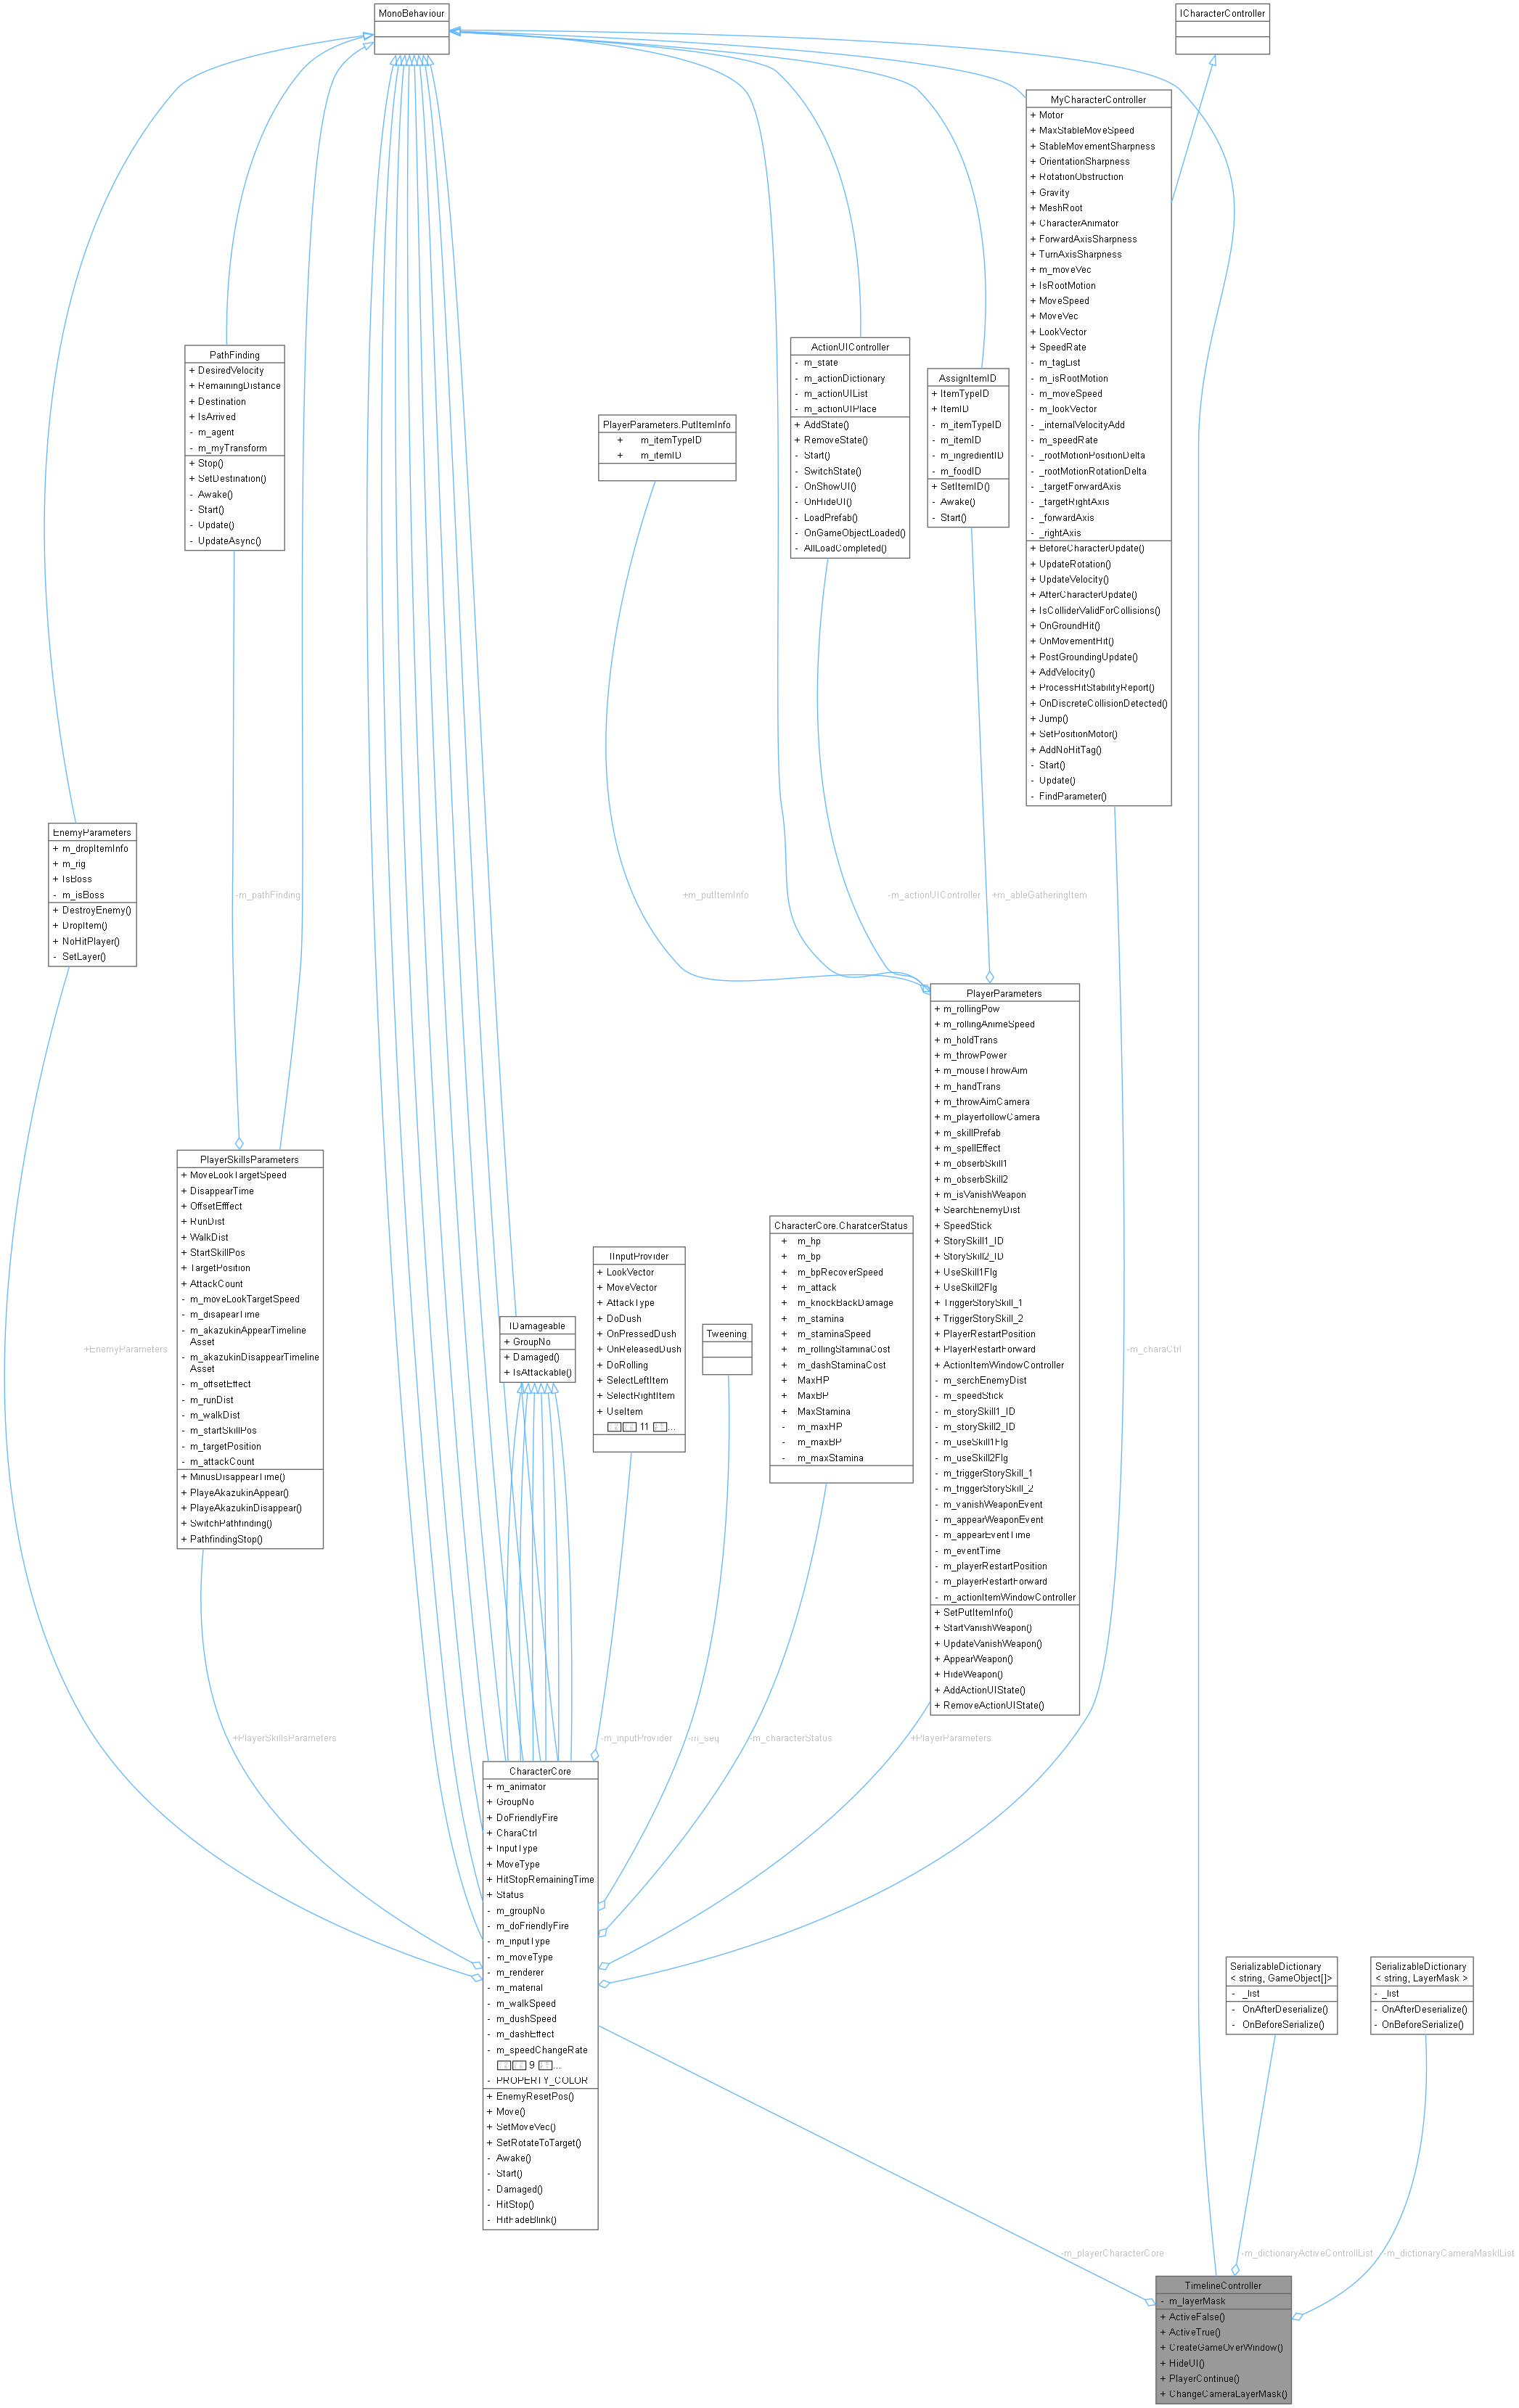 MonoBehaviour
ICharacterController
MyCharacterController
+ Motor
+ MaxStableMoveSpeed
+ StableMovementSharpness
+ OrientationSharpness
+ RotationObstruction
+ Gravity
+ MeshRoot
+ CharacterAnimator
+ ForwardAxisSharpness
+ TurnAxisSharpness
+ m_moveVec
+ IsRootMotion
+ MoveSpeed
+ MoveVec
+ LookVector
+ SpeedRate
- m_tagList
- m_isRootMotion
- m_moveSpeed
- m_lookVector
- _internalVelocityAdd
- m_speedRate
- _rootMotionPositionDelta
- _rootMotionRotationDelta
- _targetForwardAxis
- _targetRightAxis
- _forwardAxis
- _rightAxis
+ BeforeCharacterUpdate()
+ UpdateRotation()
+ UpdateVelocity()
+ AfterCharacterUpdate()
+ IsColliderValidForCollisions()
+ OnGroundHit()
+ OnMovementHit()
+ PostGroundingUpdate()
+ AddVelocity()
+ ProcessHitStabilityReport()
+ OnDiscreteCollisionDetected()
+ Jump()
+ SetPositionMotor()
+ AddNoHitTag()
- Start()
- Update()
- FindParameter()
PathFinding
+ DesiredVelocity
+ RemainingDistance
+ Destination
+ IsArrived
- m_agent
- m_myTransform
+ Stop()
+ SetDestination()
- Awake()
- Start()
- Update()
- UpdateAsync()
PlayerParameters.PutItemInfo
+ m_itemTypeID
+ m_itemID
ActionUIController
- m_state
- m_actionDictionary
- m_actionUIList
- m_actionUIPlace
+ AddState()
+ RemoveState()
- Start()
- SwitchState()
- OnShowUI()
- OnHideUI()
- LoadPrefab()
- OnGameObjectLoaded()
- AllLoadCompleted()
AssignItemID
+ ItemTypeID
+ ItemID
- m_itemTypeID
- m_itemID
- m_ingredientID
- m_foodID
+ SetItemID()
- Awake()
- Start()
EnemyParameters
+ m_dropItemInfo
+ m_rig
+ IsBoss
- m_isBoss
+ DestroyEnemy()
+ DropItem()
+ NoHitPlayer()
- SetLayer()
-m_pathFinding
+m_putItemInfo
-m_actionUIController
+m_ableGatheringItem
PlayerParameters
+ m_rollingPow
+ m_rollingAnimeSpeed
+ m_holdTrans
+ m_throwPower
+ m_mouseThrowAim
+ m_handTrans
+ m_throwAimCamera
+ m_playerfollowCamera
+ m_skillPrefab
+ m_spellEffect
+ m_obserbSkill1
+ m_obserbSkill2
+ m_isVanishWeapon
+ SearchEnemyDist
+ SpeedStick
+ StorySkill1_ID
+ StorySkill2_ID
+ UseSkill1Flg
+ UseSkill2Flg
+ TriggerStorySkill_1
+ TriggerStorySkill_2
+ PlayerRestartPosition
+ PlayerRestartForward
+ ActionItemWindowController
- m_serchEnemyDist
- m_speedStick
- m_storySkill1_ID
- m_storySkill2_ID
- m_useSkill1Flg
- m_useSkill2Flg
- m_triggerStorySkill_1
- m_triggerStorySkill_2
- m_vanishWeaponEvent
- m_appearWeaponEvent
- m_appearEventTime
- m_eventTime
- m_playerRestartPosition
- m_playerRestartForward
- m_actionItemWindowController
+ SetPutItemInfo()
+ StartVanishWeapon()
+ UpdateVanishWeapon()
+ AppearWeapon()
+ HideWeapon()
+ AddActionUIState()
+ RemoveActionUIState()
PlayerSkillsParameters
+ MoveLookTargetSpeed
+ DisappearTime
+ OffsetEfffect
+ RunDist
+ WalkDist
+ StartSkillPos
+ TargetPosition
+ AttackCount
- m_moveLookTargetSpeed
- m_disapearTime
- m_akazukinAppearTimeline
Asset
- m_akazukinDisappearTimeline
Asset
- m_offsetEffect
- m_runDist
- m_walkDist
- m_startSkillPos
- m_targetPosition
- m_attackCount
+ MinusDisappearTime()
+ PlayeAkazukinAppear()
+ PlayeAkazukinDisappear()
+ SwitchPathfinding()
+ PathfindingStop()
+EnemyParameters
IDamageable
+ GroupNo
+ Damaged()
+ IsAttackable()
IInputProvider
+ LookVector
+ MoveVector
+ AttackType
+ DoDush
+ OnPressedDush
+ OnReleasedDush
+ DoRolling
+ SelectLeftItem
+ SelectRightItem
+ UseItem
11 ...
Tweening
CharacterCore.CharatcerStatus
+ m_hp
+ m_bp
+ m_bpRecoverSpeed
+ m_attack
+ m_knockBackDamage
+ m_stamina
+ m_staminaSpeed
+ m_rollingStaminaCost
+ m_dashStaminaCost
+ MaxHP
+ MaxBP
+ MaxStamina
- m_maxHP
- m_maxBP
- m_maxStamina
-m_charaCtrl
+PlayerSkillsParameters
-m_inputProvider
-m_seq
-m_characterStatus
+PlayerParameters
CharacterCore
+ m_animator
+ GroupNo
+ DoFriendlyFire
+ CharaCtrl
+ InputType
+ MoveType
+ HitStopRemainingTime
+ Status
- m_groupNo
- m_doFriendlyFire
- m_inputType
- m_moveType
- m_renderer
- m_material
- m_walkSpeed
- m_dushSpeed
- m_dashEffect
- m_speedChangeRate
9 ...
- PROPERTY_COLOR
+ EnemyResetPos()
+ Move()
+ SetMoveVec()
+ SetRotateToTarget()
- Awake()
- Start()
- Damaged()
- HitStop()
- HitFadeBlink()
SerializableDictionary
< string, GameObject[]>
- _list
- OnAfterDeserialize()
- OnBeforeSerialize()
SerializableDictionary
< string, LayerMask >
- _list
- OnAfterDeserialize()
- OnBeforeSerialize()
-m_playerCharacterCore
-m_dictionaryActiveControllList
-m_dictionaryCameraMasklList
TimelineController
- m_layerMask
+ ActiveFalse()
+ ActiveTrue()
+ CreateGameOverWindow()
+ HideUI()
+ PlayerContinue()
+ ChangeCameraLayerMask()